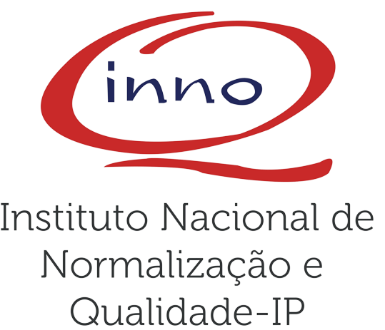 inno
Instituto Nacional de
Normalização e
Qualidade-IP